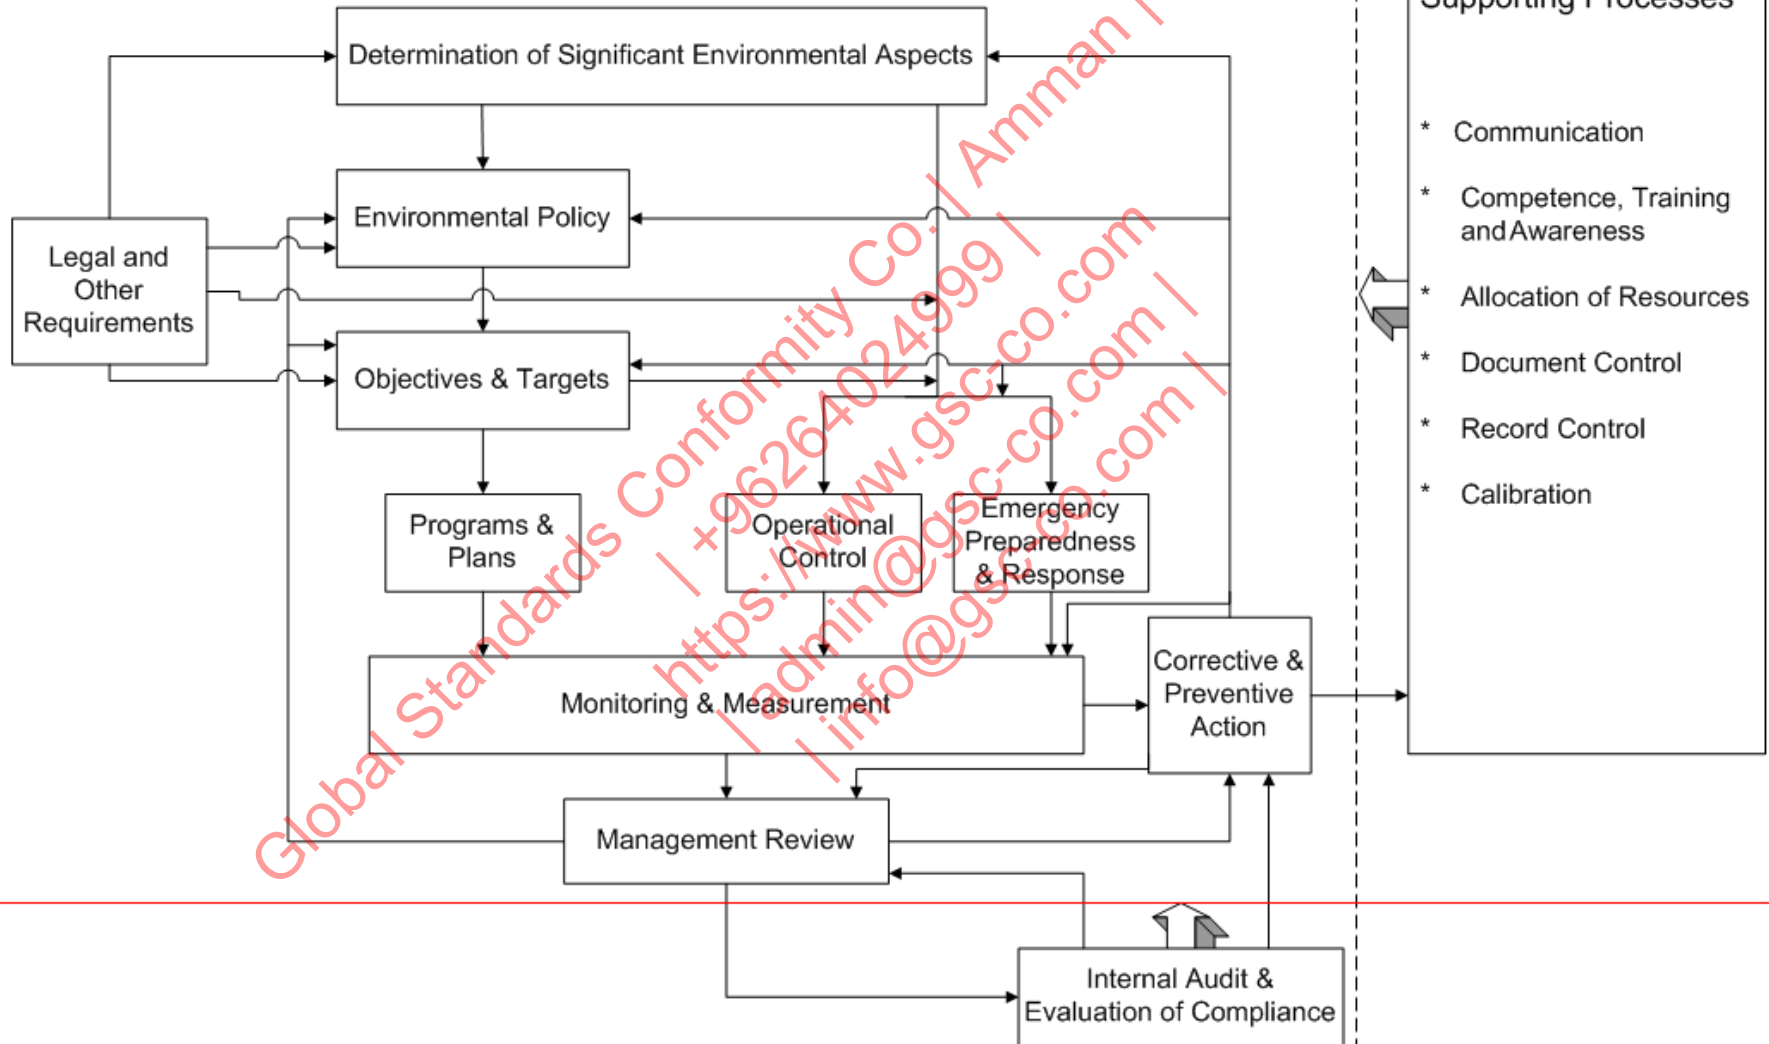 Supporting Processes
Determination of Significant Environmental Aspects
* Communication
* Competence, Training
and Awareness
Environmental Policy
Legal and
Other
Requirements
* Allocation of Resources
* Document Control
Objectives & Targets
* Record Control
* Calibration
Programs &
Plans
Operational
Control
Emergency
Preparedness
& Response
Corrective &
Preventive
Action
Monitoring & Measurement
Management Review
Internal Audit &
Evaluation of Compliance
Global Standards Conformity Co. | Amman |
| +96264024999 |
https://www.gsc-co.com
| admin@gsc-co.com |
| info@gsc-co.com |